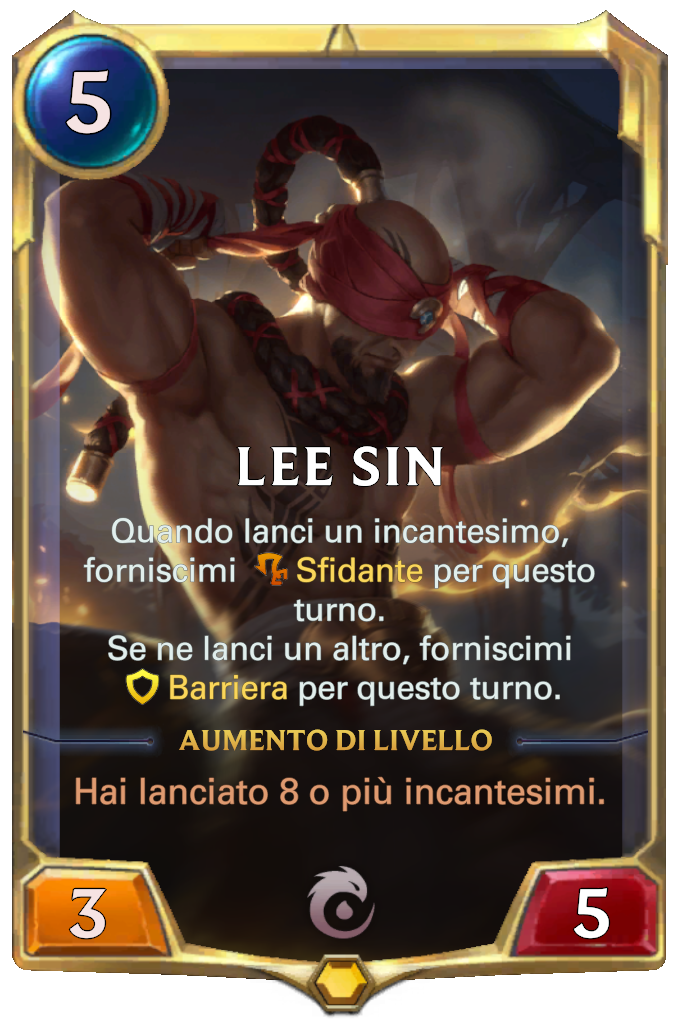 5
LEE SIN
Quando lanci un incantesimo,
forniscimi Sfidante per questo
turno.
Se ne lanci un altro, forniscimi
Barriera per questo turno.
AUMENTO DI LIVELLO
Hai lanciato 8 o più incantesimi.
3 5